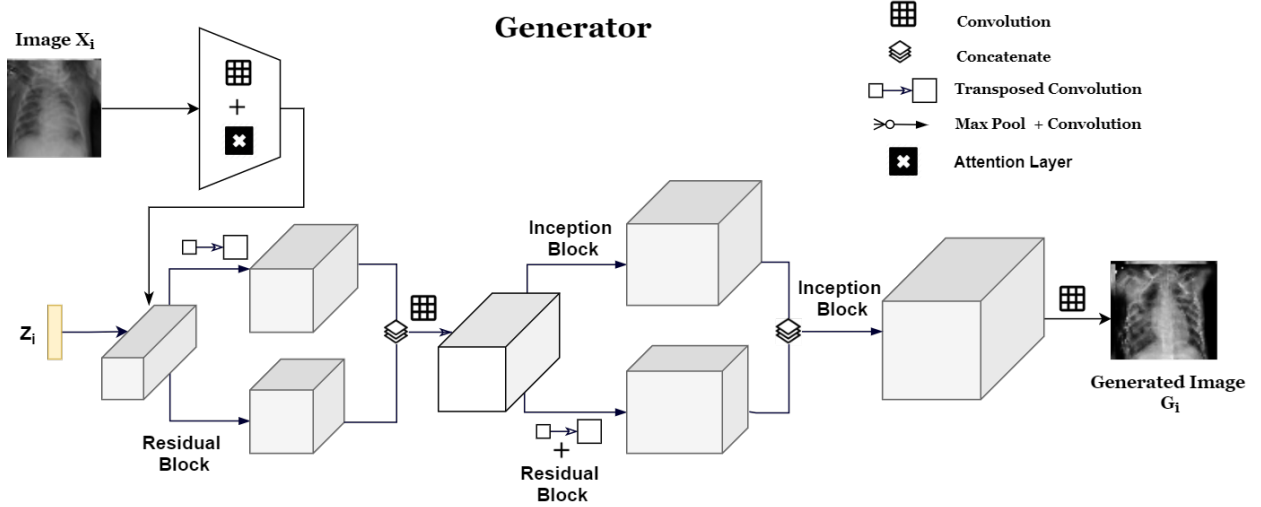 Generator
Convolution
Concatenate
Transposed Convolution
Max Pool + Convolution
Attention Layer
Image Xi
+
Inception
Block
Inception
Block
Zi
Residual
Block
+
Residual
Block
Generated Image
Gi